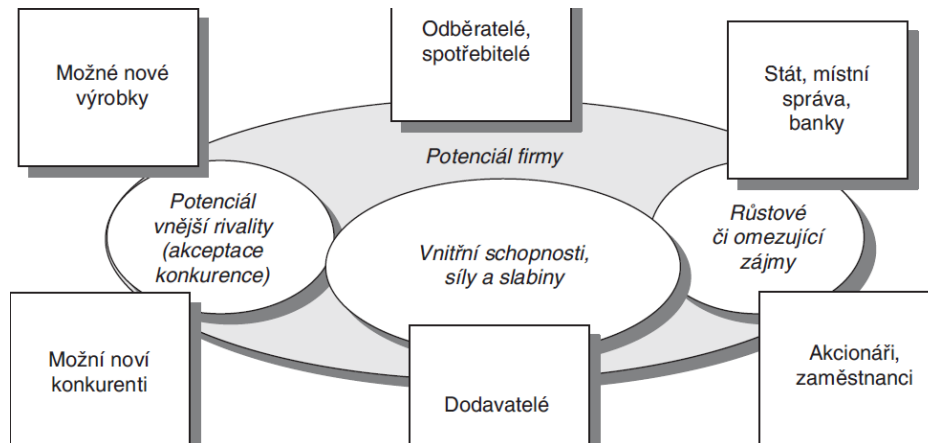 Možné nové
výrobky
Odběratelé,
spotřebitelé
Stát, místní
správa,
banky
Potenciál firmy
Potenciál
vnější rivality
(akceptace
konkurence)
Vnitřní schopnosti,
síly a slabiny
Růstové
či omezující
zájmy
Možní noví
konkurenti
Dodavatelé
Akcionáři,
zaměstnanci